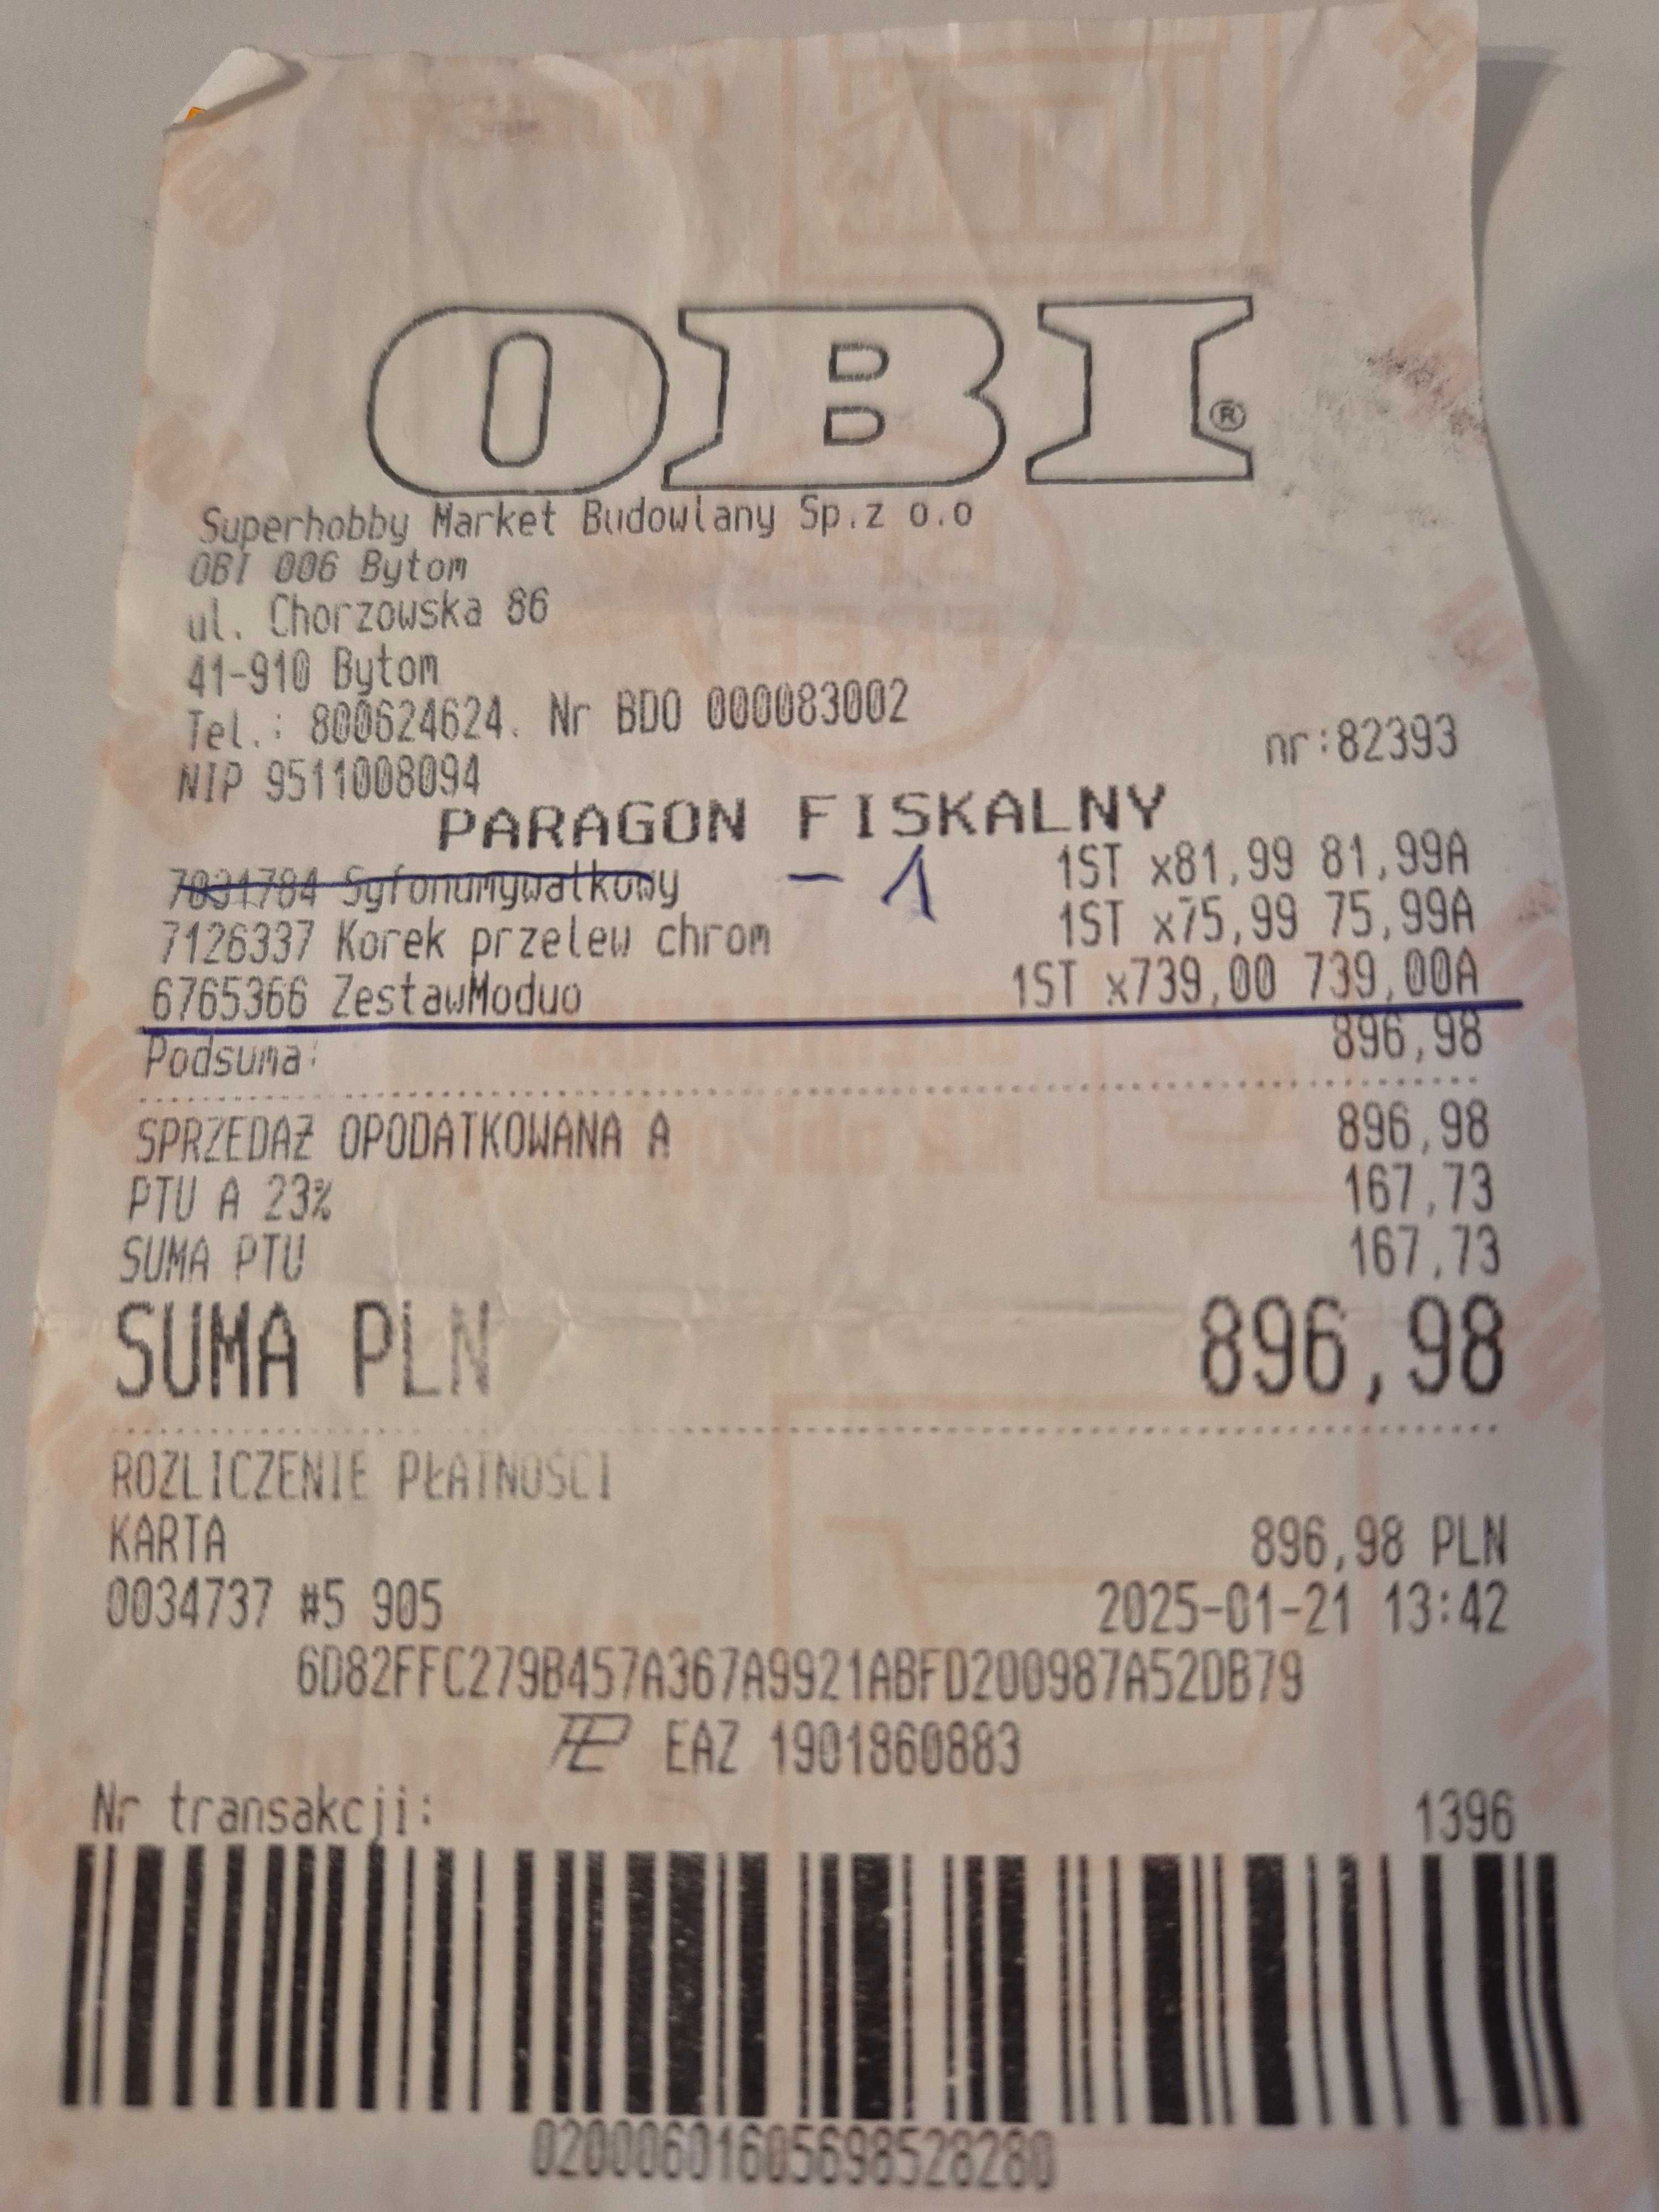 OBI®
Superhobby Market Budowlany Sp.z o.o
OBI 006 Bytom
ul. Chorzowska 86
41-910 Bytom
Tel.: 800624624. Nr BDO 000083002
NIP 9511008094 nr:82393
PARAGON FISKALNY
7031784 Syfonumywalkowy - 1 1ST x81,99 81,99A
7126337 Korek przelew chrom 1ST x75,99 75,99A
6765366 ZestawModuo 1ST x739,00 739,00A
Podsuma: 896,98
SPRZEDAŻ OPODATKOWANA A 896,98
PTU A 23% 167,73
SUMA PTU 167,73
SUMA PLN 896,98
ROZLICZENIE PŁATNOŚCI
KARTA 896,98 PLN
0034737 #5 905 2025-01-21 13:42
6D82FFC279B457A367A9921ABFD200987A52DB79
EAZ 1901860883
Nr transakcji: 1396
02000601605698528280